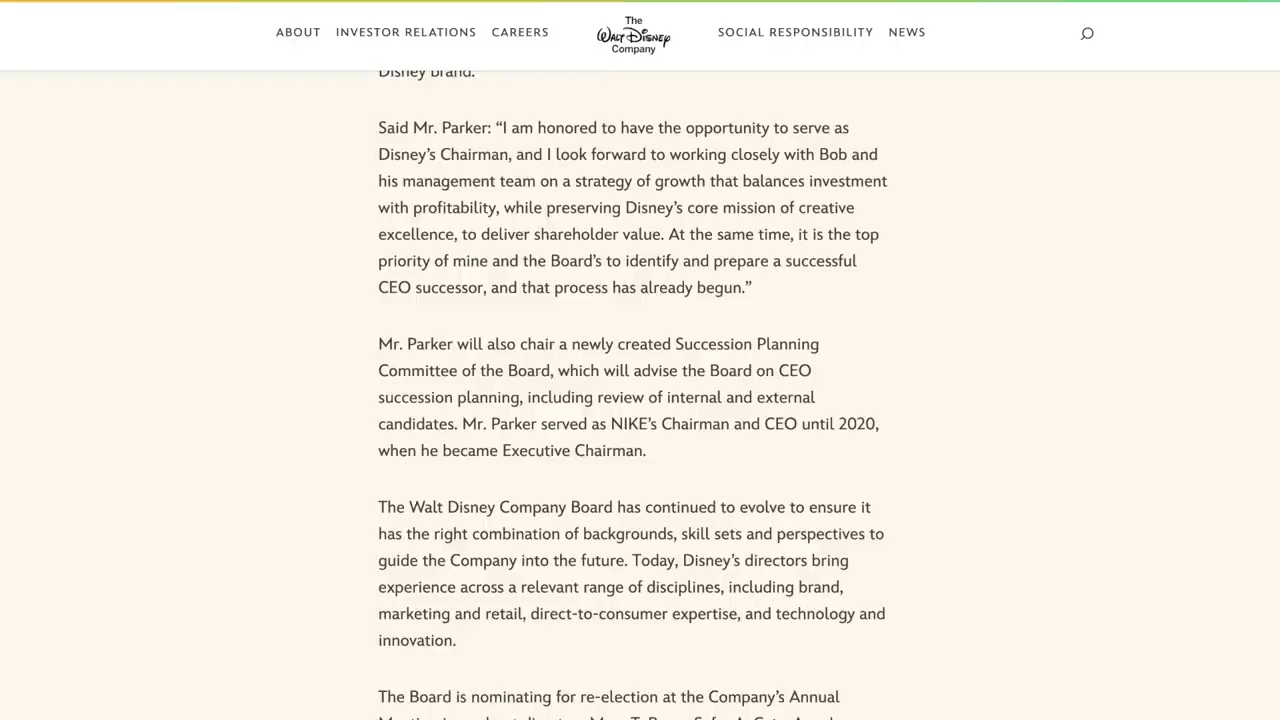 ABOUT INVESTOR RELATIONS CAREERS The Walt Disney Company SOCIAL RESPONSIBILITY NEWS
Disney brand.
Said Mr. Parker: “I am honored to have the opportunity to serve as
Disney’s Chairman, and I look forward to working closely with Bob and
his management team on a strategy of growth that balances investment
with profitability, while preserving Disney’s core mission of creative
excellence, to deliver shareholder value. At the same time, it is the top
priority of mine and the Board’s to identify and prepare a successful
CEO successor, and that process has already begun.”
Mr. Parker will also chair a newly created Succession Planning
Committee of the Board, which will advise the Board on CEO
succession planning, including review of internal and external
candidates. Mr. Parker served as NIKE’s Chairman and CEO until 2020,
when he became Executive Chairman.
The Walt Disney Company Board has continued to evolve to ensure it
has the right combination of backgrounds, skill sets and perspectives to
guide the Company into the future. Today, Disney’s directors bring
experience across a relevant range of disciplines, including brand,
marketing and retail, direct-to-consumer expertise, and technology and
innovation.
The Board is nominating for re-election at the Company’s Annual